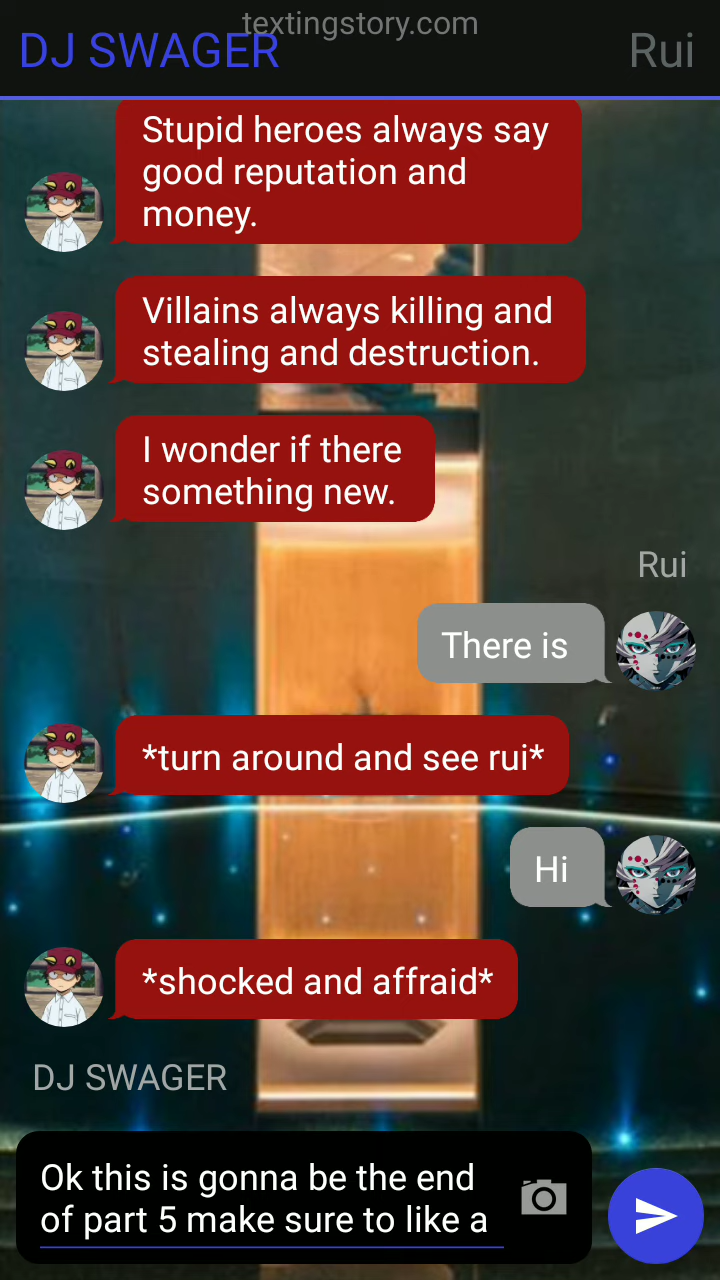 textingstory.com
DJ SWAGER
Rui
Stupid heroes always say
good reputation and
money.
Villains always killing and
stealing and destruction.
I wonder if there
something new.
Rui
There is
*turn around and see rui*
Hi
*shocked and affraid*
DJ SWAGER
Ok this is gonna be the end
of part 5 make sure to like a